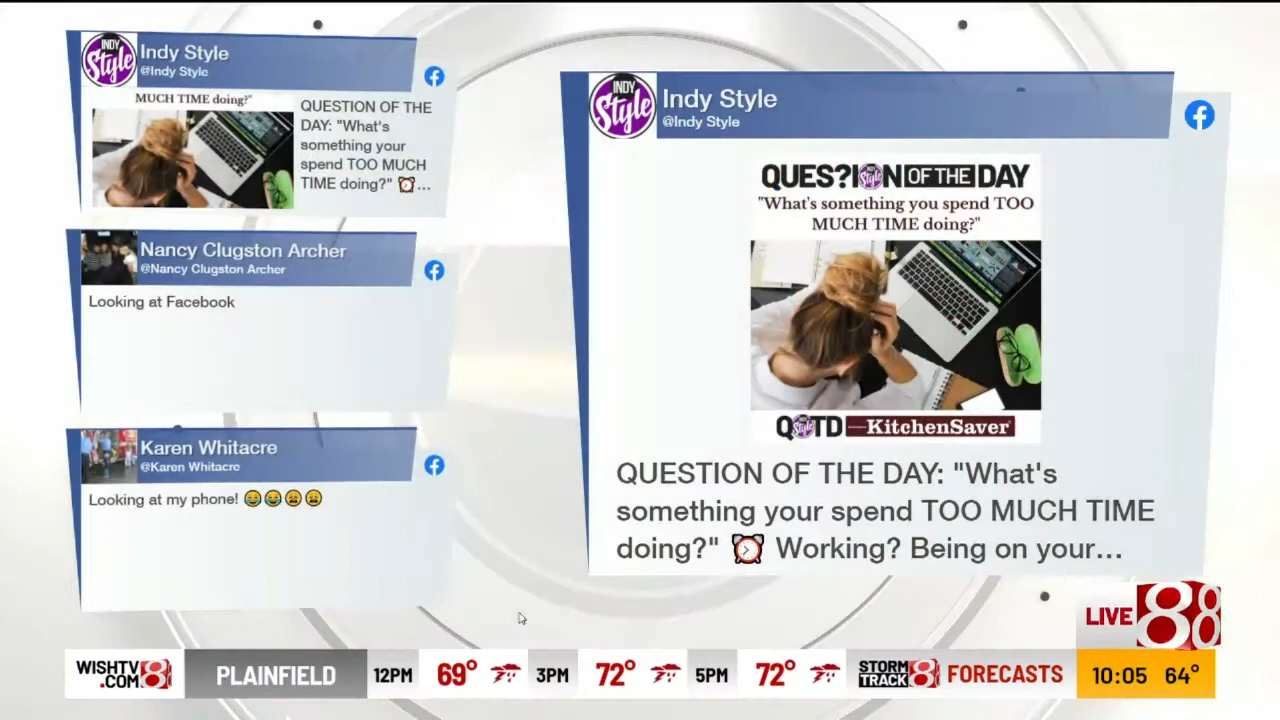 INDY Style
Indy Style
@Indy Style
MUCH TIME doing?"
QUESTION OF THE
DAY: "What's
something your
spend TOO MUCH
TIME doing?" ⏰...
Nancy Clugston Archer
@Nancy Clugston Archer
Looking at Facebook
Karen Whitacre
@Karen Whitacre
Looking at my phone! 😂😂😩😩
INDY Style
Indy Style
@Indy Style
QUES?ION OF THE DAY
"What's something you spend TOO
MUCH TIME doing?"
QOTD KitchenSaver
QUESTION OF THE DAY: "What's
something your spend TOO MUCH TIME
doing?" ⏰ Working? Being on your...
LIVE 8
WISHTV
.COM 8
PLAINFIELD
12PM 69° 3PM 72° 5PM 72°
STORM
TRACK 8
FORECASTS
10:05 64°